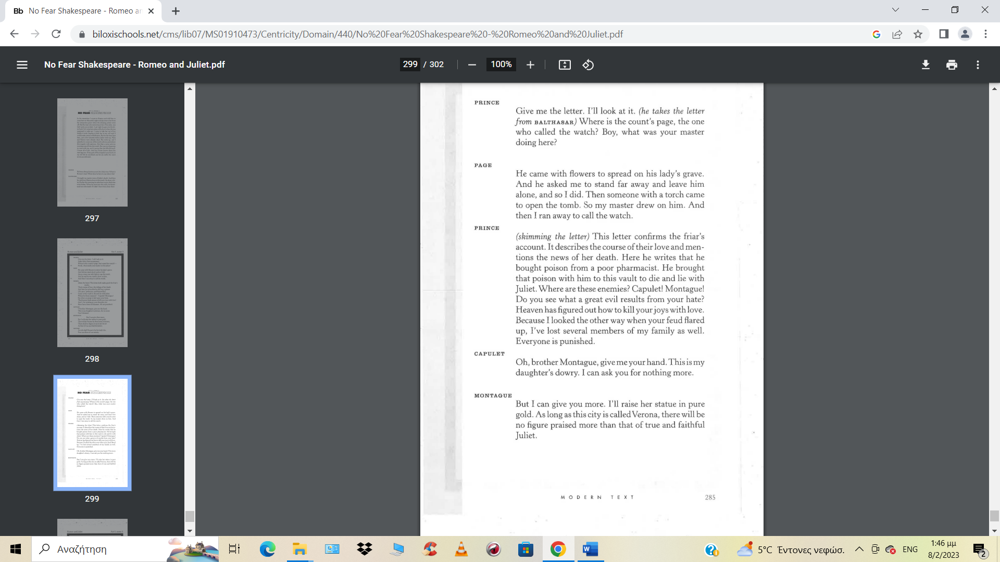 Bb No Fear Shakespeare - Romeo an
biloxischools.net/cms/lib07/MS01910473/Centricity/Domain/440/No%20Fear%20Shakespeare%20-%20Romeo%20and%20Juliet.pdf
No Fear Shakespeare - Romeo and Juliet.pdf
299 / 302
100%
297
298
299
PRINCE
Give me the letter. I'll look at it. (he takes the letter
from BALTHASAR) Where is the count's page, the one
who called the watch? Boy, what was your master
doing here?
PAGE
He came with flowers to spread on his lady's grave.
And he asked me to stand far away and leave him
alone, and so I did. Then someone with a torch came
to open the tomb. So my master drew on him. And
then I ran away to call the watch.
PRINCE
(skimming the letter) This letter confirms the friar's
account. It describes the course of their love and men-
tions the news of her death. Here he writes that he
bought poison from a poor pharmacist. He brought
that poison with him to this vault to die and lie with
Juliet. Where are these enemies? Capulet! Montague!
Do you see what a great evil results from your hate?
Heaven has figured out how to kill your joys with love.
Because I looked the other way when your feud flared
up, I've lost several members of my family as well.
Everyone is punished.
CAPULET
Oh, brother Montague, give me your hand. This is my
daughter's dowry. I can ask you for nothing more.
MONTAGUE
But I can give you more. I'll raise her statue in pure
gold. As long as this city is called Verona, there will be
no figure praised more than that of true and faithful
Juliet.
MODERN TEXT
285
Αναζήτηση
5°C Έντονες νεφώσ.
ENG
1:46 μμ
8/2/2023
2